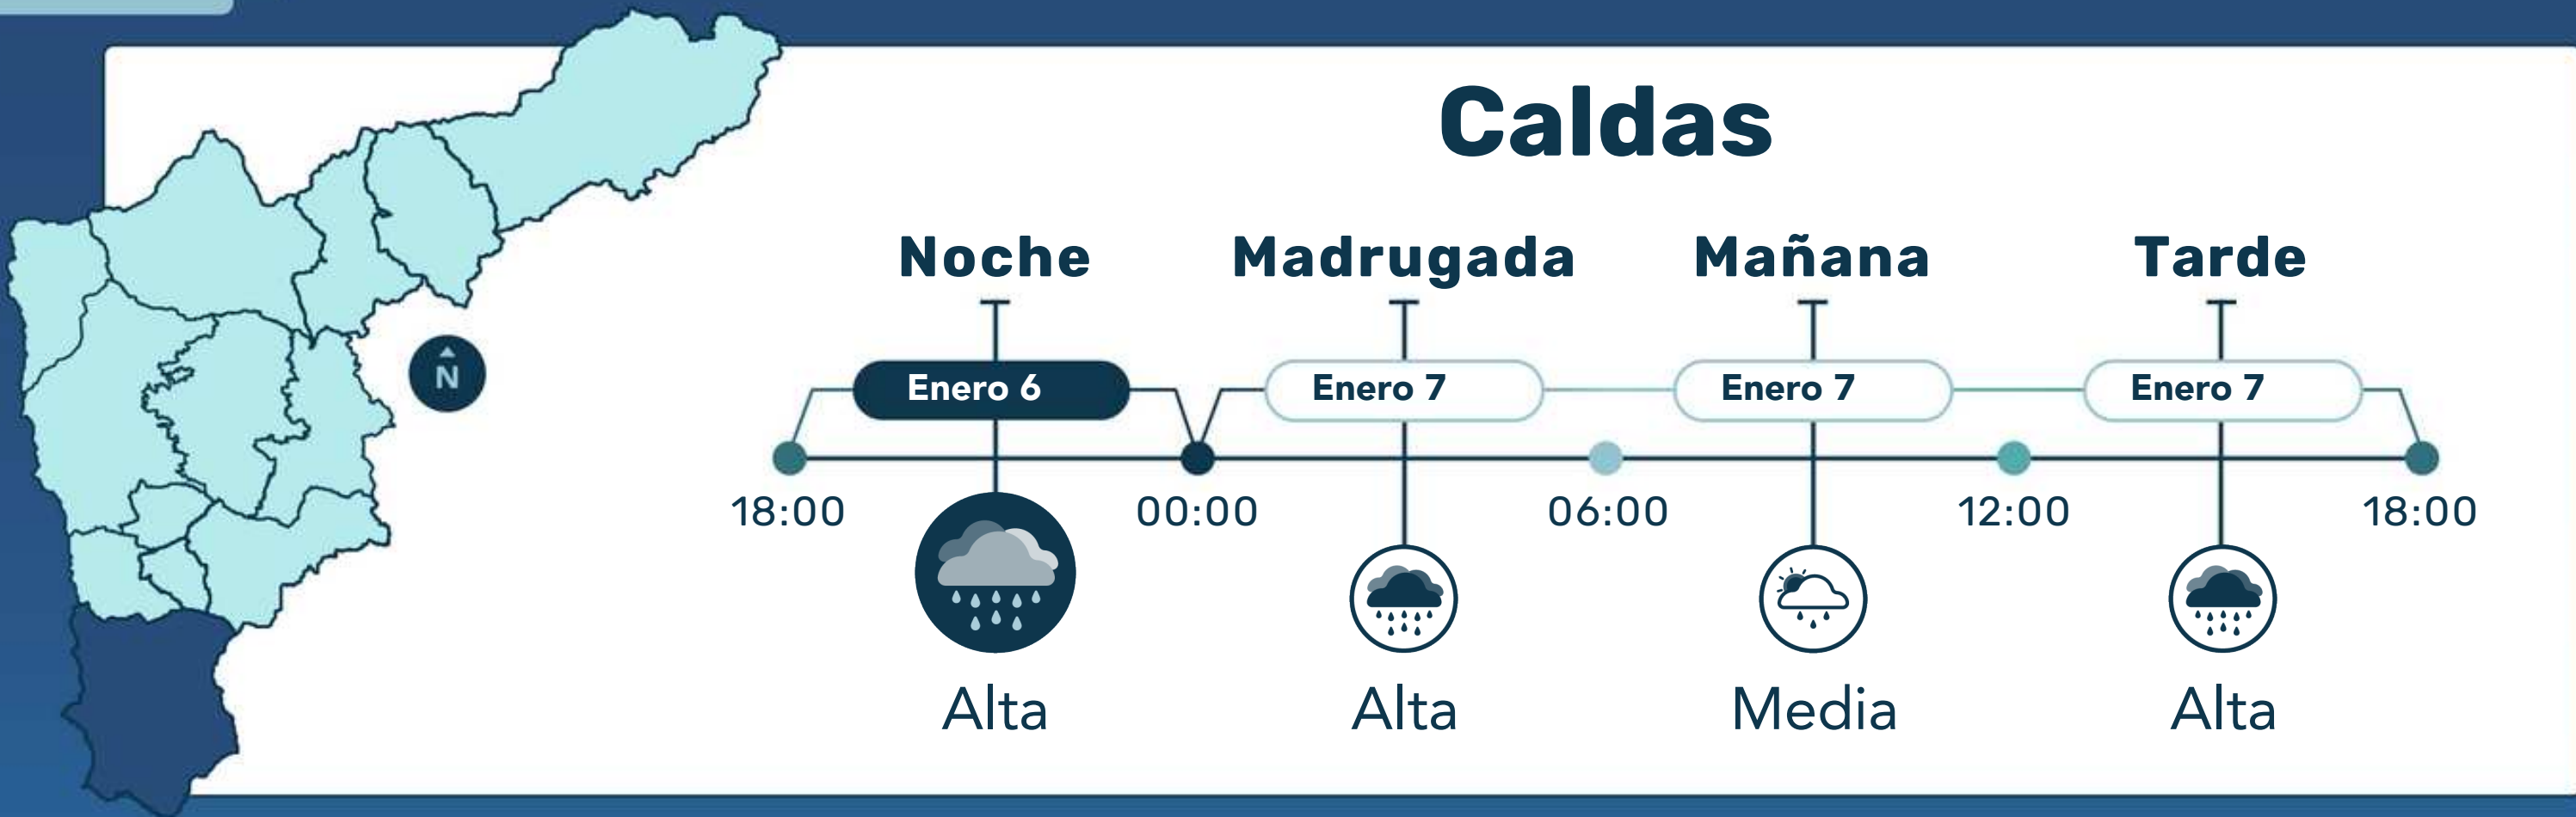 Caldas
Noche Madrugada Mañana Tarde
Enero 6 Enero 7 Enero 7 Enero 7
N
18:00 00:00 06:00 12:00 18:00
Alta Alta Media Alta